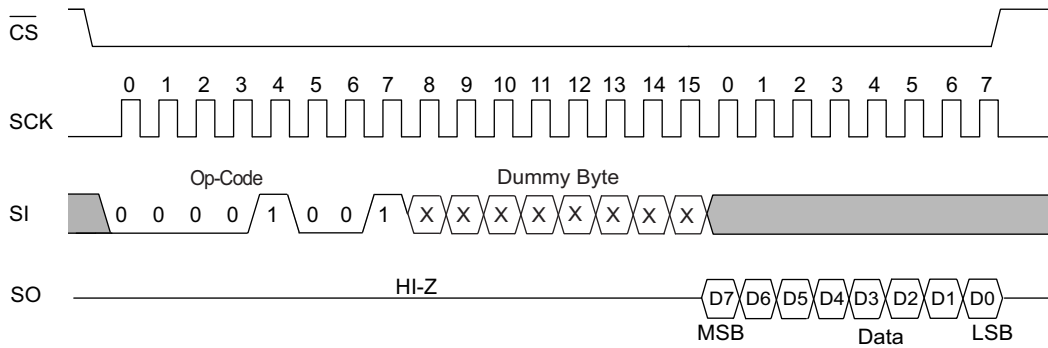 CS
0 1 2 3 4 5 6 7 8 9 10 11 12 13 14 15 0 1 2 3 4 5 6 7
SCK
Op-Code Dummy Byte
SI 0 0 0 0 1 0 0 1 X X X X X X X X
HI-Z
SO D7 D6 D5 D4 D3 D2 D1 D0
MSB Data LSB